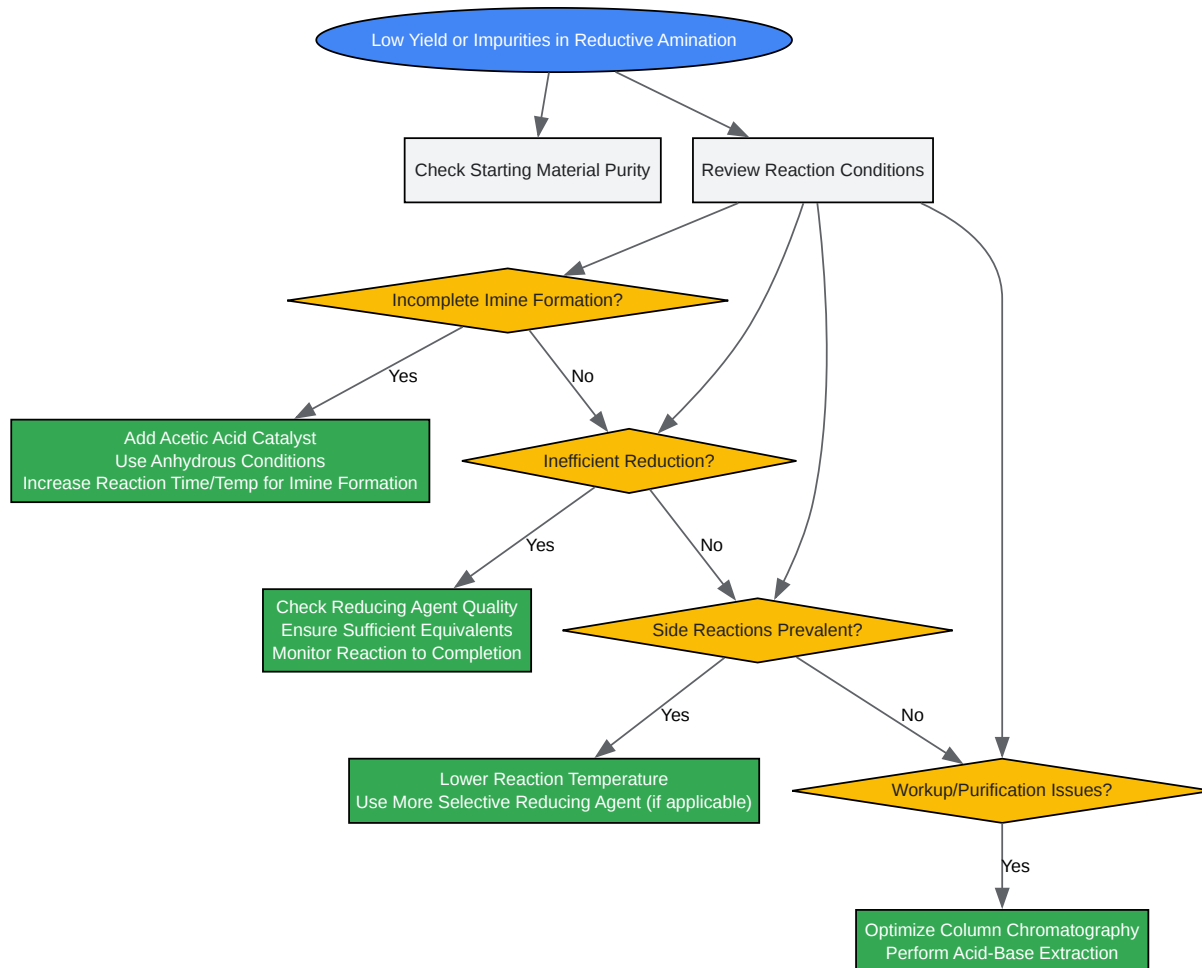 Low Yield or Impurities in Reductive Amination
Check Starting Material Purity
Review Reaction Conditions
Incomplete Imine Formation?
Yes
No
Add Acetic Acid Catalyst
Use Anhydrous Conditions
Increase Reaction Time/Temp for Imine Formation
Inefficient Reduction?
Yes
No
Check Reducing Agent Quality
Ensure Sufficient Equivalents
Monitor Reaction to Completion
Side Reactions Prevalent?
Yes
No
Lower Reaction Temperature
Use More Selective Reducing Agent (if applicable)
Workup/Purification Issues?
Yes
Optimize Column Chromatography
Perform Acid-Base Extraction